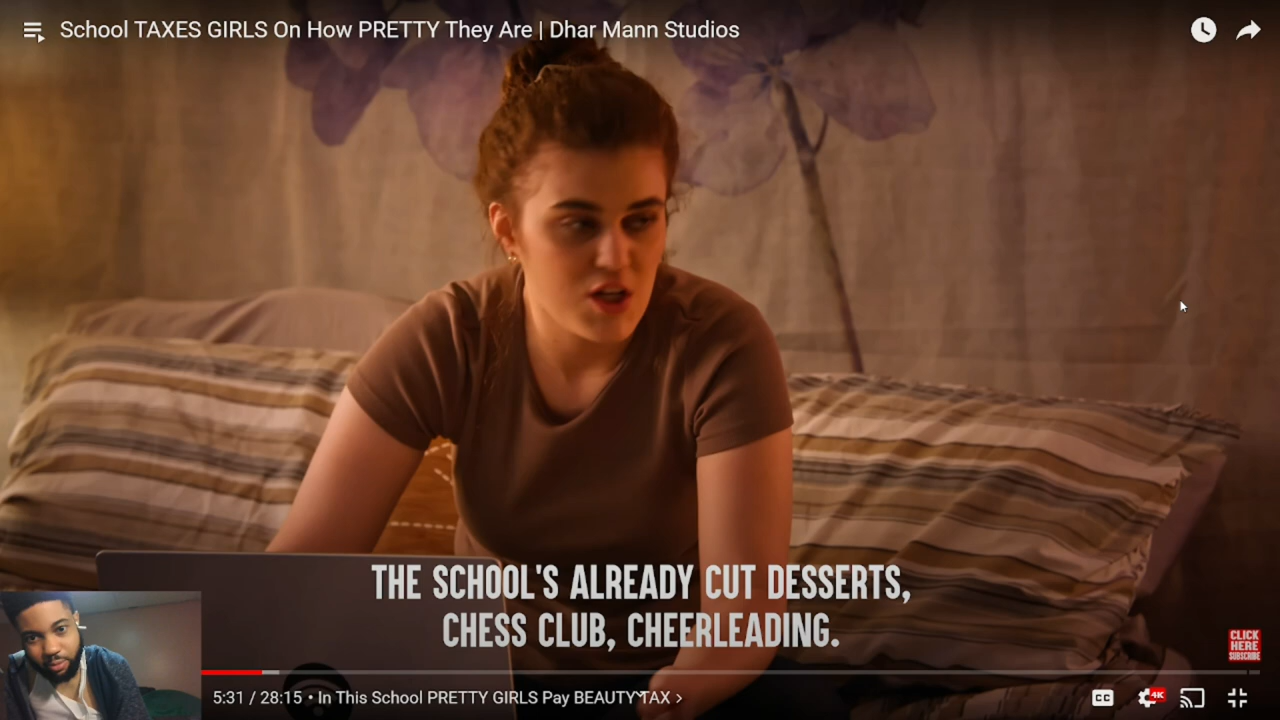 School TAXES GIRLS On How PRETTY They Are | Dhar Mann Studios
THE SCHOOL'S ALREADY CUT DESSERTS,
CHESS CLUB, CHEERLEADING.
CLICK
HERE
SUBSCRIBE
5:31 / 28:15 • In This School PRETTY GIRLS Pay BEAUTY TAX >
CC
4K